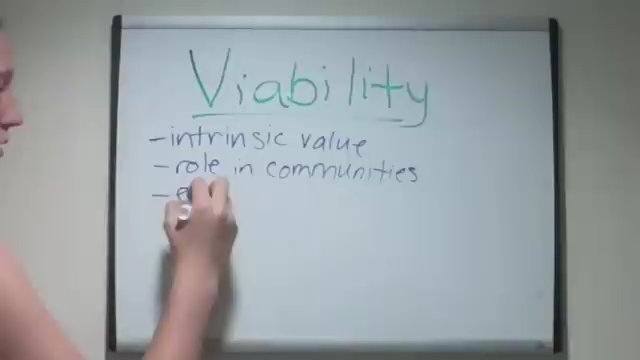 Viability
- intrinsic value
- role in communities
-